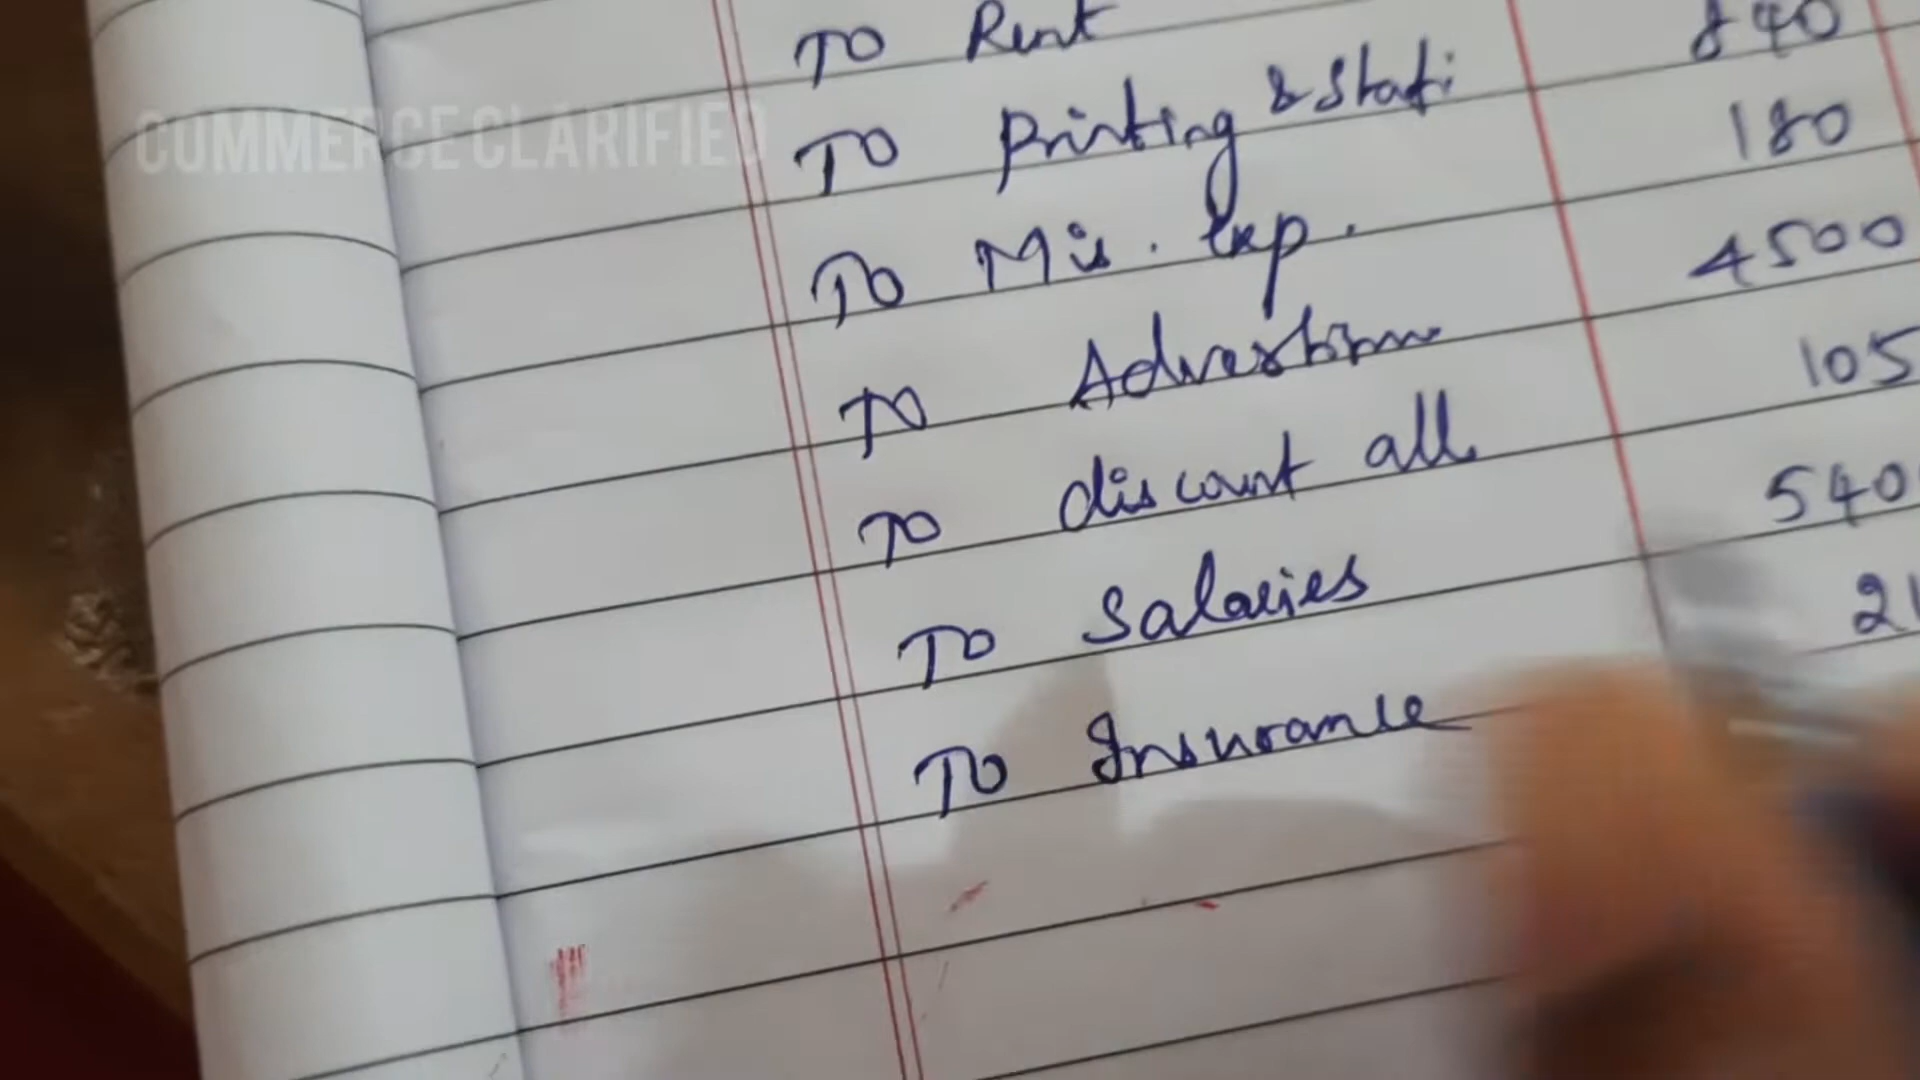 COMMERCE CLARIFIED
To Rent 840
To Printing & Stati 180
To Mis. Exp. 4500
To 105
To discount all. 540
To Salaries 21
To Insurance